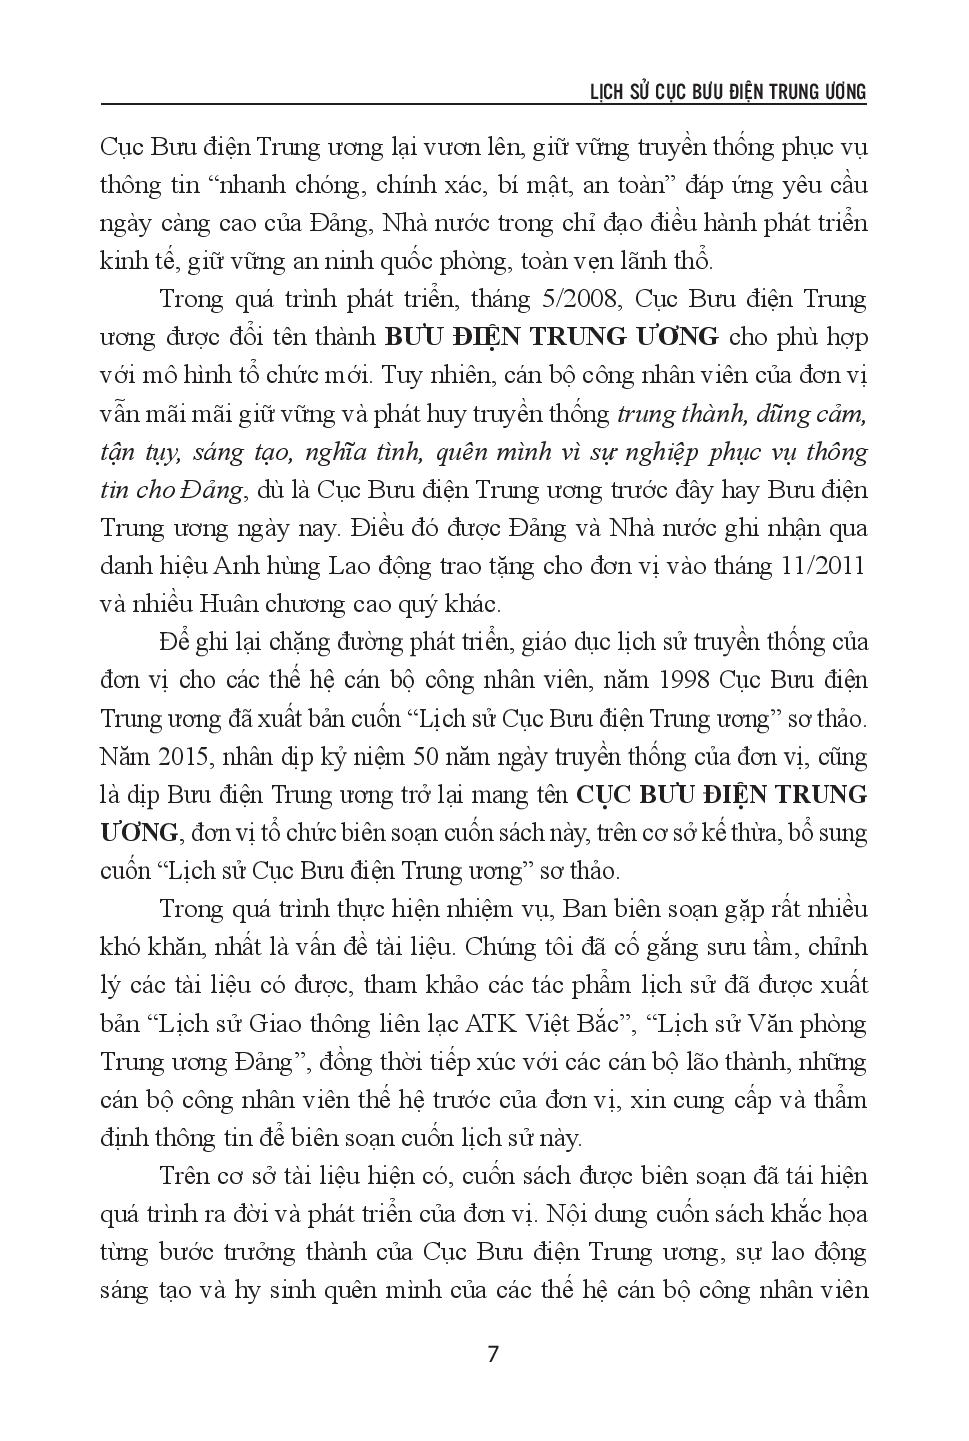 LỊCH SỬ CỤC BƯU ĐIỆN TRUNG ƯƠNG
Cục Bưu điện Trung ương lại vươn lên, giữ vững truyền thống phục vụ
thông tin “nhanh chóng, chính xác, bí mật, an toàn” đáp ứng yêu cầu
ngày càng cao của Đảng, Nhà nước trong chỉ đạo điều hành phát triển
kinh tế, giữ vững an ninh quốc phòng, toàn vẹn lãnh thổ.
Trong quá trình phát triển, tháng 5/2008, Cục Bưu điện Trung
ương được đổi tên thành BƯU ĐIỆN TRUNG ƯƠNG cho phù hợp
với mô hình tổ chức mới. Tuy nhiên, cán bộ công nhân viên của đơn vị
vẫn mãi mãi giữ vững và phát huy truyền thống trung thành, dũng cảm,
tận tụy, sáng tạo, nghĩa tình, quên mình vì sự nghiệp phục vụ thông
tin cho Đảng, dù là Cục Bưu điện Trung ương trước đây hay Bưu điện
Trung ương ngày nay. Điều đó được Đảng và Nhà nước ghi nhận qua
danh hiệu Anh hùng Lao động trao tặng cho đơn vị vào tháng 11/2011
và nhiều Huân chương cao quý khác.
Để ghi lại chặng đường phát triển, giáo dục lịch sử truyền thống của
đơn vị cho các thế hệ cán bộ công nhân viên, năm 1998 Cục Bưu điện
Trung ương đã xuất bản cuốn “Lịch sử Cục Bưu điện Trung ương” sơ thảo.
Năm 2015, nhân dịp kỷ niệm 50 năm ngày truyền thống của đơn vị, cũng
là dịp Bưu điện Trung ương trở lại mang tên CỤC BƯU ĐIỆN TRUNG
ƯƠNG, đơn vị tổ chức biên soạn cuốn sách này, trên cơ sở kế thừa, bổ sung
cuốn “Lịch sử Cục Bưu điện Trung ương” sơ thảo.
Trong quá trình thực hiện nhiệm vụ, Ban biên soạn gặp rất nhiều
khó khăn, nhất là vấn đề tài liệu. Chúng tôi đã cố gắng sưu tầm, chỉnh
lý các tài liệu có được, tham khảo các tác phẩm lịch sử đã được xuất
bản “Lịch sử Giao thông liên lạc ATK Việt Bắc”, “Lịch sử Văn phòng
Trung ương Đảng”, đồng thời tiếp xúc với các cán bộ lão thành, những
cán bộ công nhân viên thế hệ trước của đơn vị, xin cung cấp và thẩm
định thông tin để biên soạn cuốn lịch sử này.
Trên cơ sở tài liệu hiện có, cuốn sách được biên soạn đã tái hiện
quá trình ra đời và phát triển của đơn vị. Nội dung cuốn sách khắc họa
từng bước trưởng thành của Cục Bưu điện Trung ương, sự lao động
sáng tạo và hy sinh quên mình của các thế hệ cán bộ công nhân viên
7